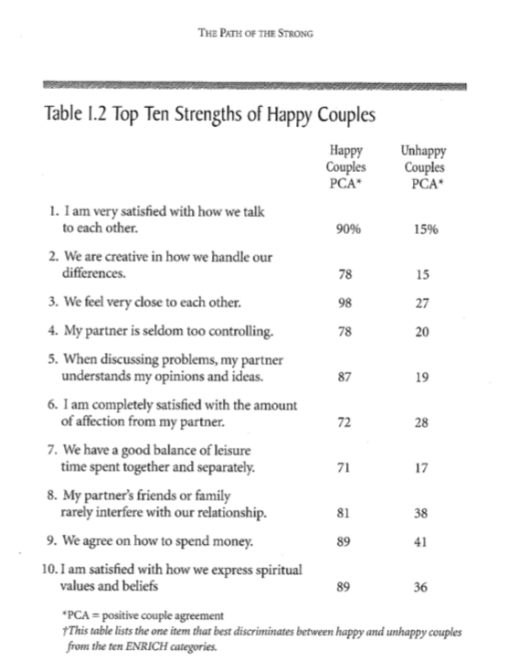 THE PATH OF THE STRONG
Table I.2 Top Ten Strengths of Happy Couples
Happy Couples PCA* Unhappy Couples PCA*
1. I am very satisfied with how we talk
to each other. 90% 15%
2. We are creative in how we handle our
differences. 78 15
3. We feel very close to each other. 98 27
4. My partner is seldom too controlling. 78 20
5. When discussing problems, my partner
understands my opinions and ideas. 87 19
6. I am completely satisfied with the amount
of affection from my partner. 72 28
7. We have a good balance of leisure
time spent together and separately. 71 17
8. My partner's friends or family
rarely interfere with our relationship. 81 38
9. We agree on how to spend money. 89 41
10. I am satisfied with how we express spiritual
values and beliefs 89 36
*PCA = positive couple agreement
†This table lists the one item that best discriminates between happy and unhappy couples
from the ten ENRICH categories.